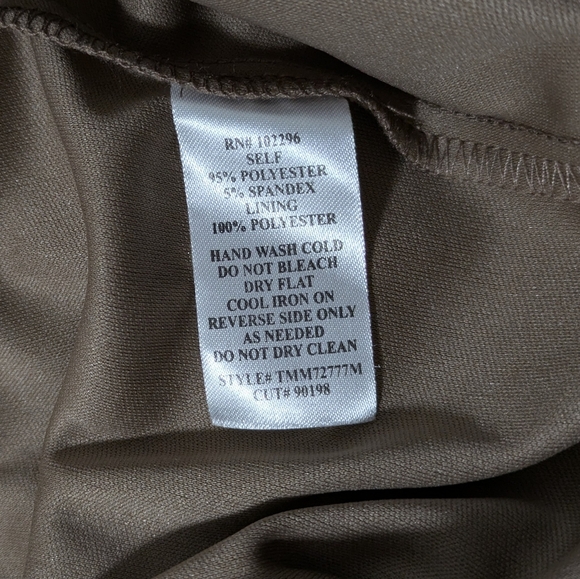 RN# 102296
SELF
95% POLYESTER
5% SPANDEX
LINING
100% POLYESTER
HAND WASH COLD
DO NOT BLEACH
DRY FLAT
COOL IRON ON
REVERSE SIDE ONLY
AS NEEDED
DO NOT DRY CLEAN
STYLE# TMM72777M
CUT# 90198